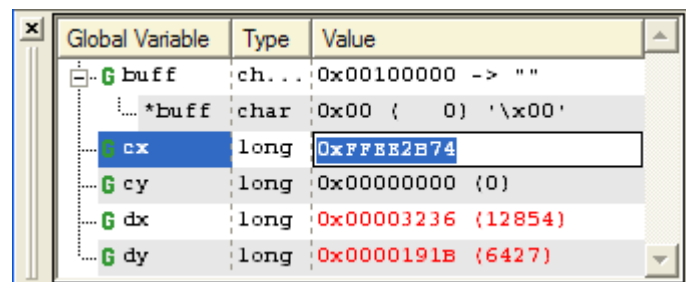 Global Variable Type Value
G buff ch... 0x00100000 -> ""
*buff char 0x00 ( 0) '\x00'
G cx long 0xFFEE2B74
G cy long 0x00000000 (0)
G dx long 0x00003236 (12854)
G dy long 0x0000191B (6427)